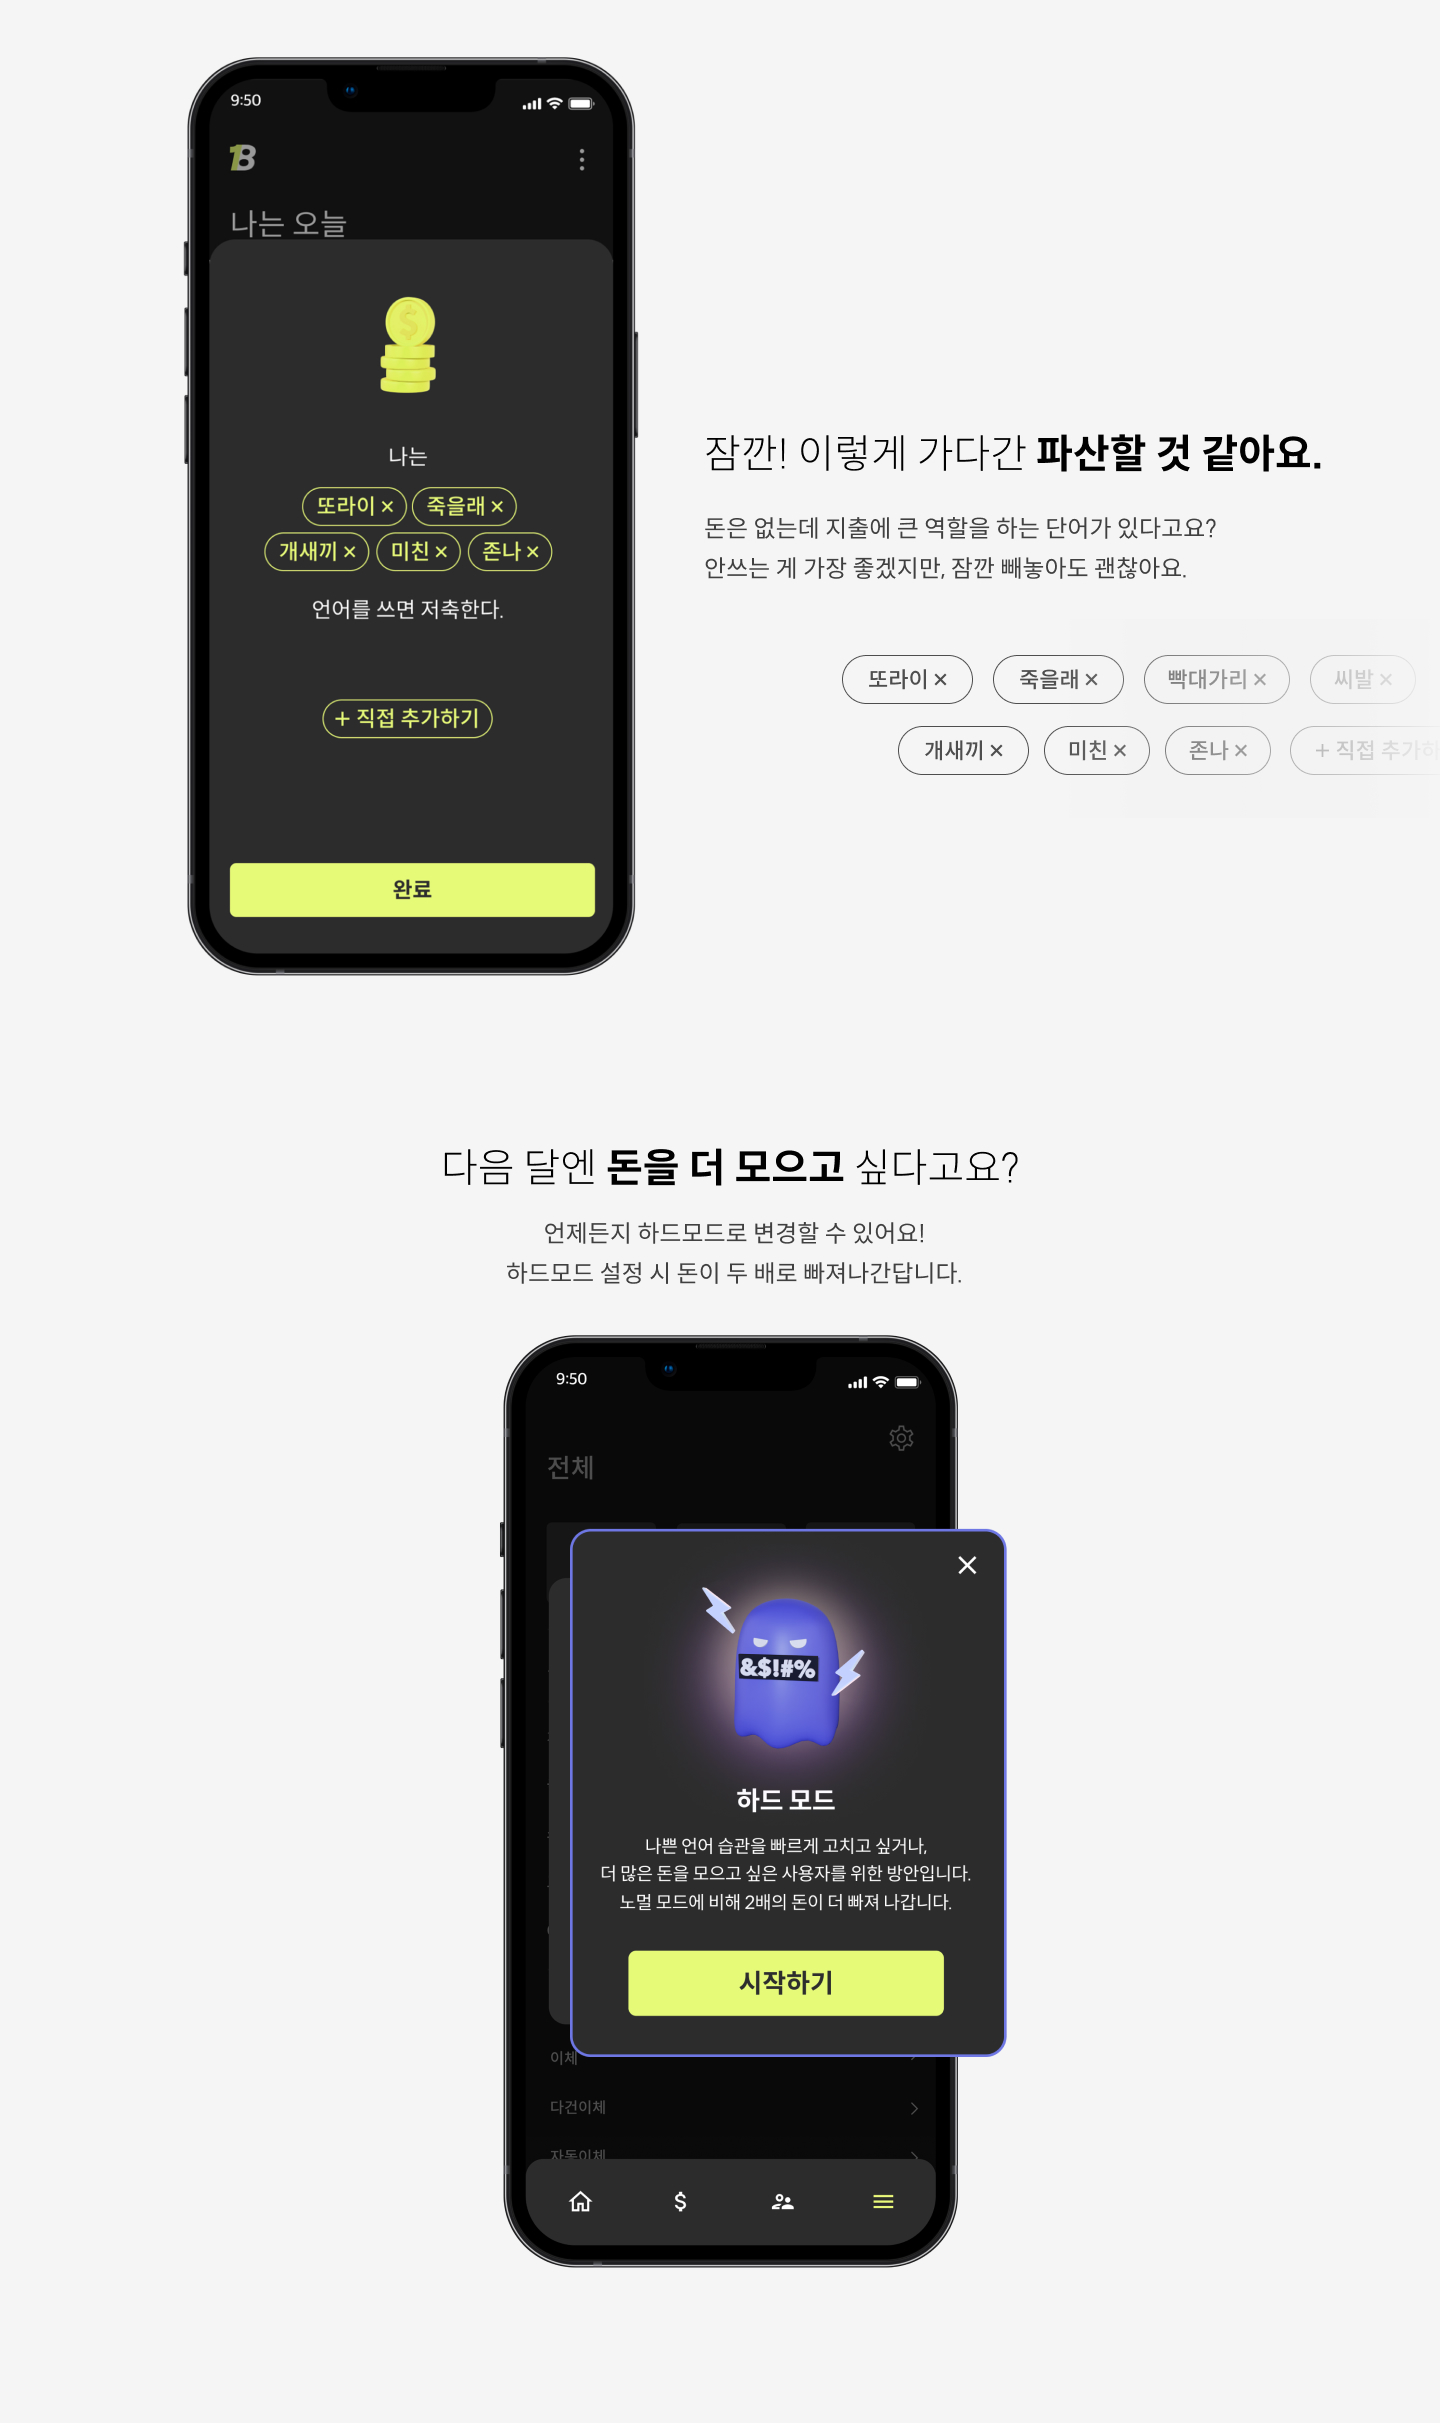 9:50
1B
나는 오늘
나는
또라이 × 죽을래 ×
개새끼 × 미친 × 존나 ×
언어를 쓰면 저축한다.
+ 직접 추가하기
완료
잠깐! 이렇게 가다간 파산할 것 같아요.
돈은 없는데 지출에 큰 역할을 하는 단어가 있다고요?
안쓰는 게 가장 좋겠지만, 잠깐 빼놓아도 괜찮아요.
또라이 × 죽을래 × 빡대가리 × 씨발 ×
개새끼 × 미친 × 존나 × + 직접 추가하
다음 달엔 돈을 더 모으고 싶다고요?
언제든지 하드모드로 변경할 수 있어요!
하드모드 설정 시 돈이 두 배로 빠져나간답니다.
9:50
전체
&$!#%
하드 모드
나쁜 언어 습관을 빠르게 고치고 싶거나,
더 많은 돈을 모으고 싶은 사용자를 위한 방안입니다.
노멀 모드에 비해 2배의 돈이 더 빠져 나갑니다.
시작하기
이체
다건이체
자동이체